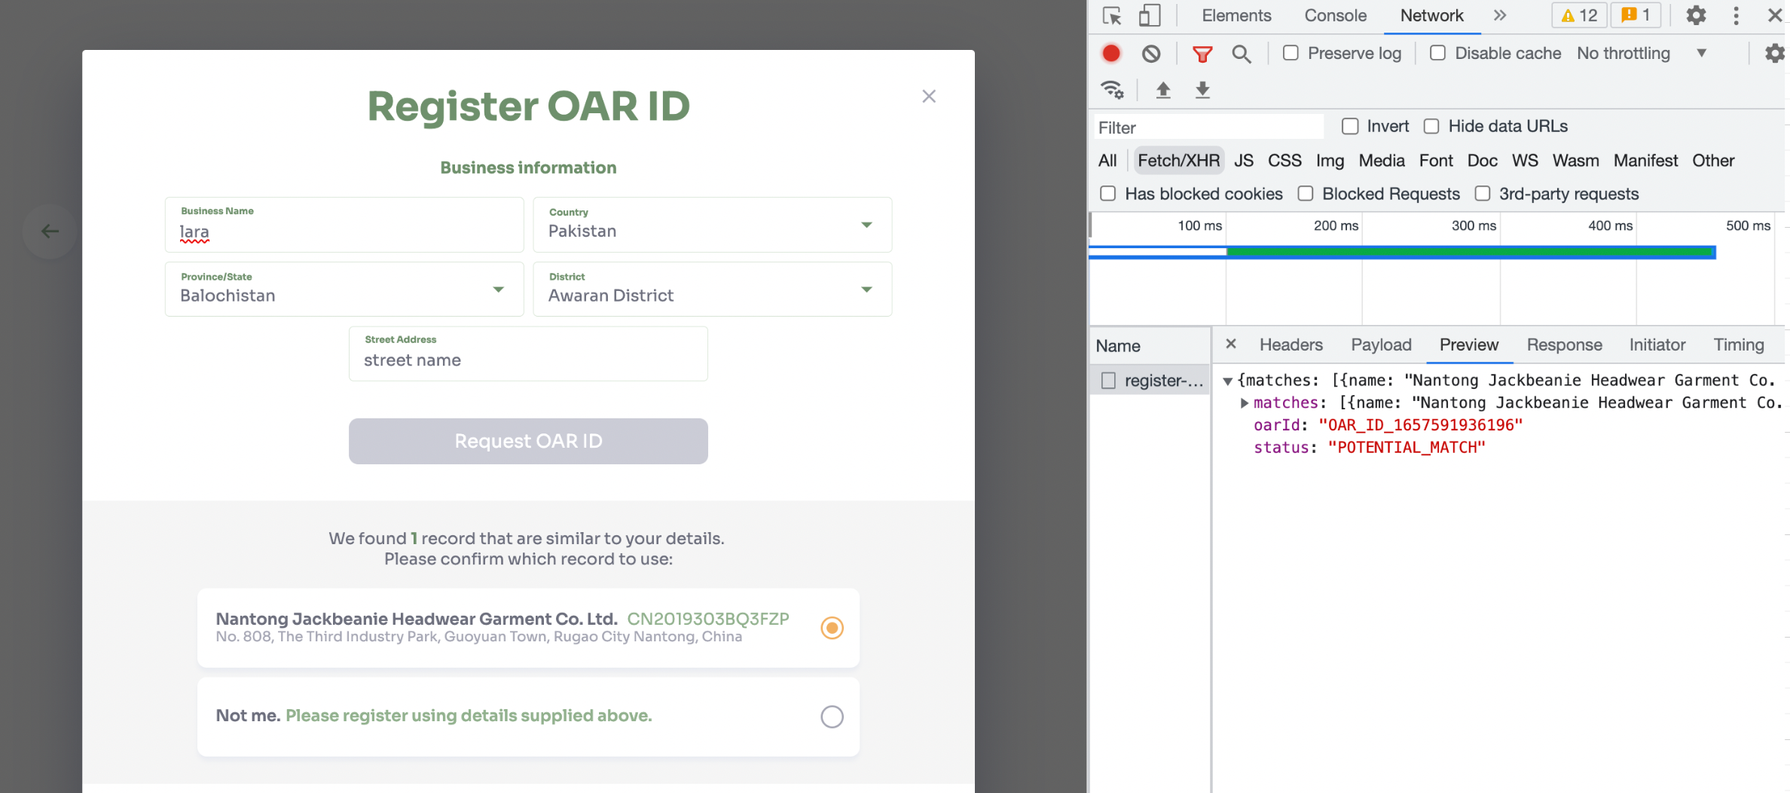 Register OAR ID
Business information
Business Name
lara
Country
Pakistan
Province/State
Balochistan
District
Awaran District
Street Address
street name
Request OAR ID
We found 1 record that are similar to your details.
Please confirm which record to use:
Nantong Jackbeanie Headwear Garment Co. Ltd. CN2019303BQ3FZP
No. 808, The Third Industry Park, Guoyuan Town, Rugao City Nantong, China
Not me. Please register using details supplied above.
Elements Console Network » 12 1
Preserve log Disable cache No throttling
Filter Invert Hide data URLs
All Fetch/XHR JS CSS Img Media Font Doc WS Wasm Manifest Other
Has blocked cookies Blocked Requests 3rd-party requests
100 ms 200 ms 300 ms 400 ms 500 ms
Name Headers Payload Preview Response Initiator Timing
register-...
{matches: [{name: "Nantong Jackbeanie Headwear Garment Co.
matches: [{name: "Nantong Jackbeanie Headwear Garment Co.
oarId: "OAR_ID_1657591936196"
status: "POTENTIAL_MATCH"